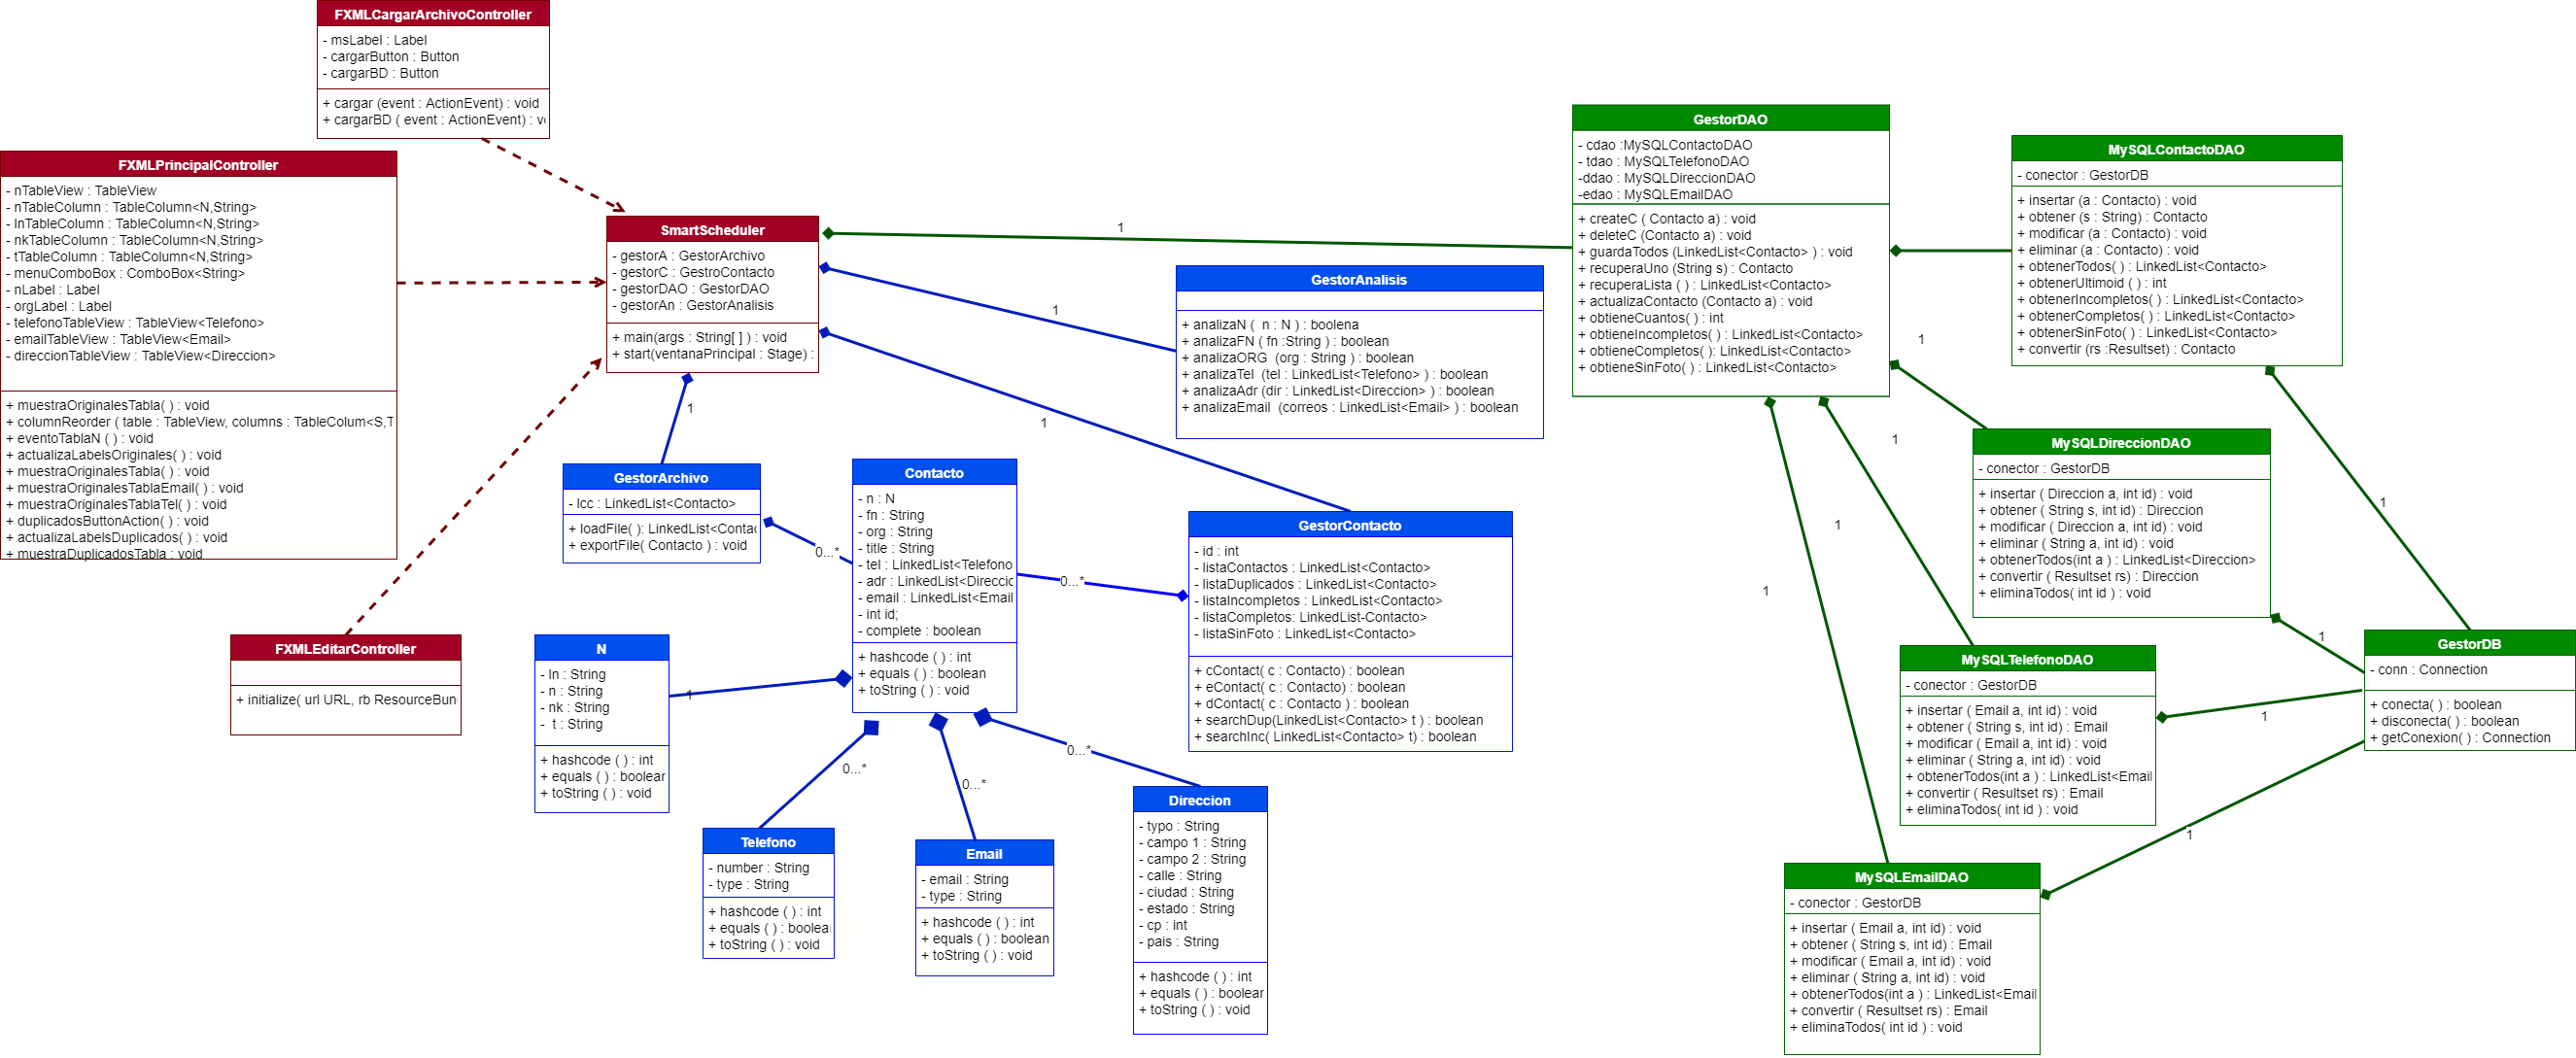 FXMLCargarArchivoController
- msLabel : Label
- cargarButton : Button
- cargarBD : Button
+ cargar (event : ActionEvent) : void
+ cargarBD ( event : ActionEvent) : v
FXMLPrincipalController
- nTableView : TableView
- nTableColumn : TableColumn<N,String>
- lnTableColumn : TableColumn<N,String>
- nkTableColumn : TableColumn<N,String>
- tTableColumn : TableColumn<N,String>
- menuComboBox : ComboBox<String>
- nLabel : Label
- orgLabel : Label
- telefonoTableView : TableView<Telefono>
- emailTableView : TableView<Email>
- direccionTableView : TableView<Direccion>
+ muestraOriginalesTabla( ) : void
+ columnReorder ( table : TableView, columns : TableColum<S,T
+ eventoTablaN ( ) : void
+ actualizaLabelsOriginales( ) : void
+ muestraOriginalesTabla( ) : void
+ muestraOriginalesTablaEmail( ) : void
+ muestraOriginalesTablaTel( ) : void
+ duplicadosButtonAction( ) : void
+ actualizaLabelsDuplicados( ) : void
+ muestraDuplicadosTabla : void
FXMLEditarController
+ initialize( url URL, rb ResourceBun
SmartScheduler
- gestorA : GestorArchivo
- gestorC : GestroContacto
- gestorDAO : GestorDAO
- gestorAn : GestorAnalisis
+ main(args : String[ ] ) : void
+ start(ventanaPrincipal : Stage) :
1
1
1
1
GestorAnalisis
+ analizaN (  n : N ) : boolena
+ analizaFN ( fn :String ) : boolean
+ analizaORG  (org : String ) : boolean
+ analizaTel  (tel : LinkedList<Telefono> ) : boolean
+ analizaAdr (dir : LinkedList<Direccion> ) : boolean
+ analizaEmail  (correos : LinkedList<Email> ) : boolean
GestorArchivo
- lcc : LinkedList<Contacto>
+ loadFile( ): LinkedList<Contac
+ exportFile( Contacto ) : void
0...*
Contacto
- n : N
- fn : String
- org : String
- title : String
- tel : LinkedList<Telefono
- adr : LinkedList<Direccic
- email : LinkedList<Email
- int id;
- complete : boolean
+ hashcode ( ) : int
+ equals ( ) : boolean
+ toString ( ) : void
0...*
GestorContacto
- id : int
- listaContactos : LinkedList<Contacto>
- listaDuplicados : LinkedList<Contacto>
- listaIncompletos : LinkedList<Contacto>
- listaCompletos: LinkedList-Contacto>
- listaSinFoto : LinkedList<Contacto>
+ cContact( c : Contacto) : boolean
+ eContact( c : Contacto) : boolean
+ dContact( c : Contacto ) : boolean
+ searchDup(LinkedList<Contacto> t ) : boolean
+ searchInc( LinkedList<Contacto> t) : boolean
N
- ln : String
- n : String
- nk : String
-  t : String
+ hashcode ( ) : int
+ equals ( ) : boolear
+ toString ( ) : void
1
0...*
0...*
0...*
Telefono
- number : String
- type : String
+ hashcode ( ) : int
+ equals ( ) : boolea
+ toString ( ) : void
Email
- email : String
- type : String
+ hashcode ( ) : int
+ equals ( ) : boolean
+ toString ( ) : void
Direccion
- typo : String
- campo 1 : String
- campo 2 : String
- calle : String
- ciudad : String
- estado : String
- cp : int
- pais : String
+ hashcode ( ) : int
+ equals ( ) : boolear
+ toString ( ) : void
GestorDAO
- cdao :MySQLContactoDAO
- tdao : MySQLTelefonoDAO
-ddao : MySQLDireccionDAO
-edao : MySQLEmailDAO
+ createC ( Contacto a) : void
+ deleteC (Contacto a) : void
+ guardaTodos (LinkedList<Contacto> ) : void
+ recuperaUno (String s) : Contacto
+ recuperaLista ( ) : LinkedList<Contacto>
+ actualizaContacto (Contacto a) : void
+ obtieneCuantos( ) : int
+ obtieneIncompletos( ) : LinkedList<Contacto>
+ obtieneCompletos( ): LinkedList<Contacto>
+ obtieneSinFoto( ) : LinkedList<Contacto>
1
1
1
1
MySQLContactoDAO
- conector : GestorDB
+ insertar (a : Contacto) : void
+ obtener (s : String) : Contacto
+ modificar (a : Contacto) : void
+ eliminar (a : Contacto) : void
+ obtenerTodos( ) : LinkedList<Contacto>
+ obtenerUltimoid ( ) : int
+ obtenerIncompletos( ) : LinkedList<Contacto>
+ obtenerCompletos( ) : LinkedList<Contacto>
+ obtenerSinFoto( ) : LinkedList<Contacto>
+ convertir (rs :Resultset) : Contacto
1
MySQLDireccionDAO
- conector : GestorDB
+ insertar ( Direccion a, int id) : void
+ obtener ( String s, int id) : Direccion
+ modificar ( Direccion a, int id) : void
+ eliminar ( String a, int id) : void
+ obtenerTodos(int a ) : LinkedList<Direccion>
+ convertir ( Resultset rs) : Direccion
+ eliminaTodos( int id ) : void
1
MySQLTelefonoDAO
- conector : GestorDB
+ insertar ( Email a, int id) : void
+ obtener ( String s, int id) : Email
+ modificar ( Email a, int id) : void
+ eliminar ( String a, int id) : void
+ obtenerTodos(int a ) : LinkedList<Email
+ convertir ( Resultset rs) : Email
+ eliminaTodos( int id ) : void
1
GestorDB
- conn : Connection
+ conecta( ) : boolean
+ disconecta( ) : boolean
+ getConexion( ) : Connection
1
MySQLEmailDAO
- conector : GestorDB
+ insertar ( Email a, int id) : void
+ obtener ( String s, int id) : Email
+ modificar ( Email a, int id) : void
+ eliminar ( String a, int id) : void
+ obtenerTodos(int a ) : LinkedList<Email
+ convertir ( Resultset rs) : Email
+ eliminaTodos( int id ) : void